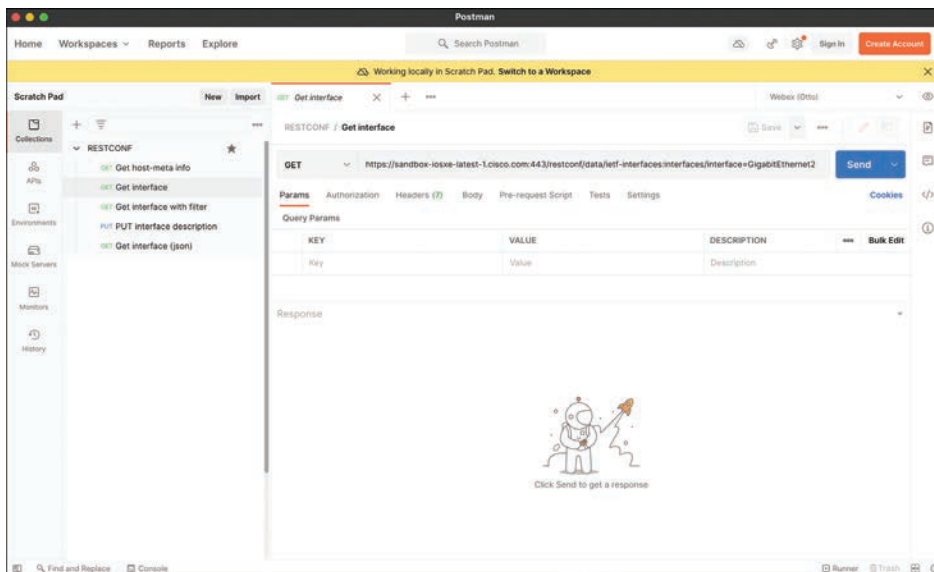 Postman
Home Workspaces Reports Explore Search Postman Sign In Create Account
Working locally in Scratch Pad. Switch to a Workspace
Scratch Pad New Import GET Get interface Webex (Otto)
Collections
APIs
Environments
Mock Servers
Monitors
History
RESTCONF
GET Get host-meta info
GET Get interface
GET Get interface with filter
PUT PUT interface description
GET Get interface (json)
RESTCONF / Get interface Save
GET https://sandbox-iosxe-latest-1.cisco.com:443/restconf/data/ietf-interfaces:interfaces/interface=GigabitEthernet2 Send
Params Authorization Headers (7) Body Pre-request Script Tests Settings Cookies
Query Params
KEY VALUE DESCRIPTION Bulk Edit
Key Value Description
Response
Click Send to get a response
Find and Replace Console Runner Trash